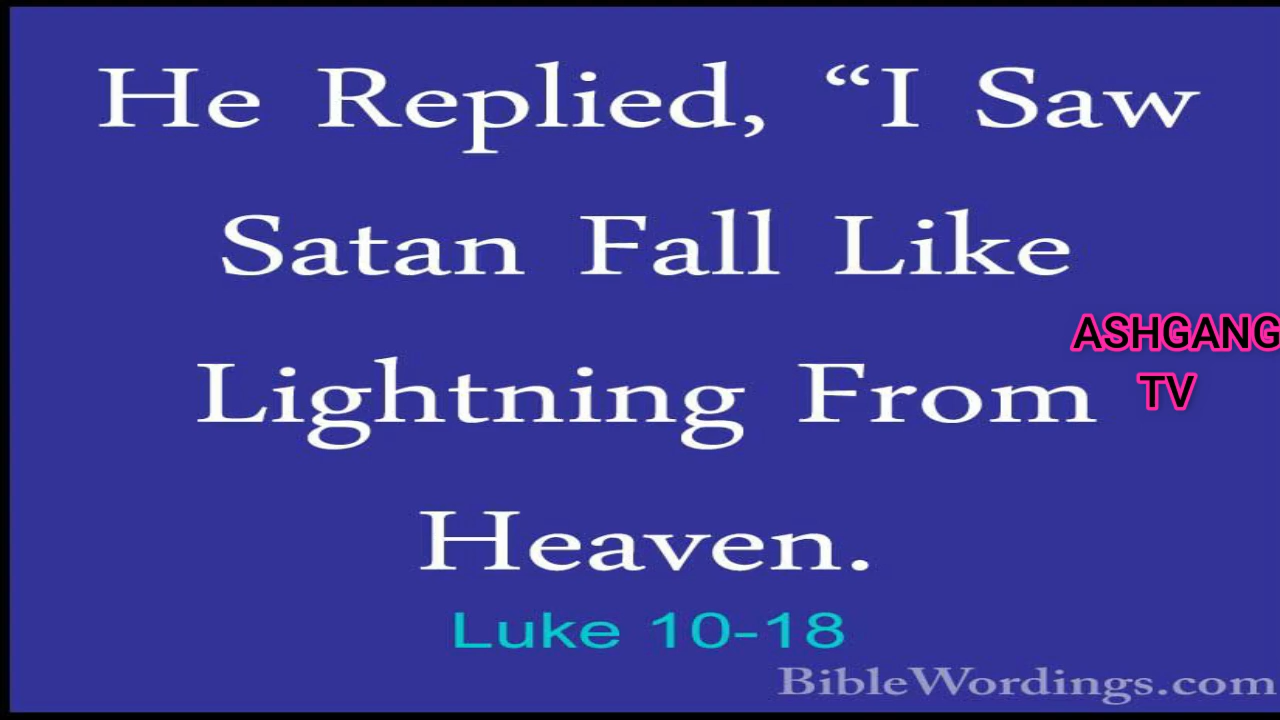 He Replied, “I Saw
Satan Fall Like
Lightning From
Heaven.
Luke 10-18
ASHGANG
TV
BibleWordings.com